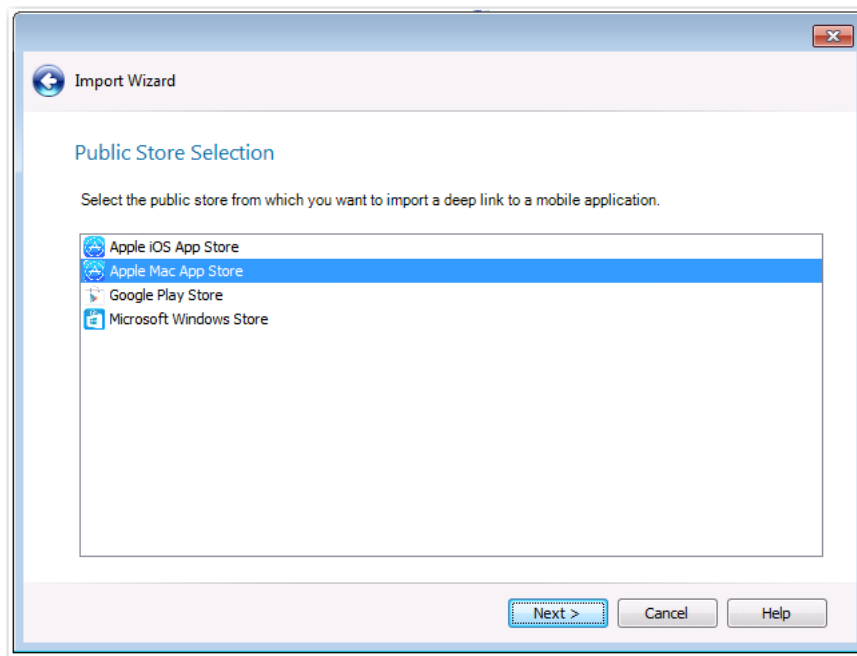 Import Wizard
Public Store Selection
Select the public store from which you want to import a deep link to a mobile application.
Apple iOS App Store
Apple Mac App Store
Google Play Store
Microsoft Windows Store
Next > Cancel Help